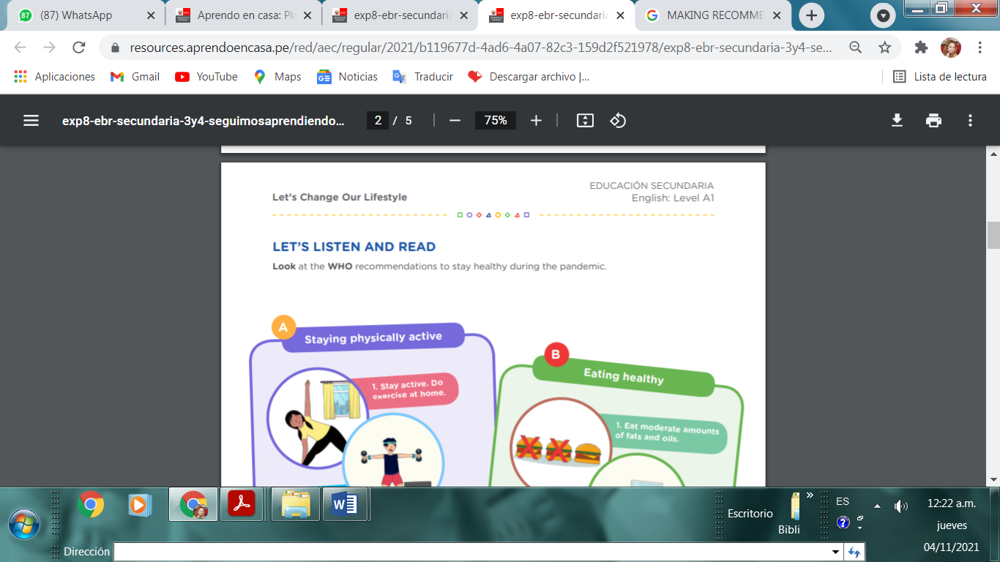 (87) WhatsApp
Aprendo en casa: Pla
exp8-ebr-secundaria
exp8-ebr-secundaria
MAKING RECOMME
resources.aprendoencasa.pe/red/aec/regular/2021/b119677d-4ad6-4a07-82c3-159d2f521978/exp8-ebr-secundaria-3y4-se...
Aplicaciones
Gmail
YouTube
Maps
Noticias
Traducir
Descargar archivo |...
Lista de lectura
exp8-ebr-secundaria-3y4-seguimosaprendiendo...
2 / 5
75%
EDUCACIÓN SECUNDARIA
Let's Change Our Lifestyle
English: Level A1
LET'S LISTEN AND READ
Look at the WHO recommendations to stay healthy during the pandemic.
A
Staying physically active
1. Stay active. Do
exercise at home.
B
Eating healthy
1. Eat moderate amounts
of fats and oils.
Escritorio
Bibli
»
ES
12:22 a.m.
jueves
04/11/2021
Dirección